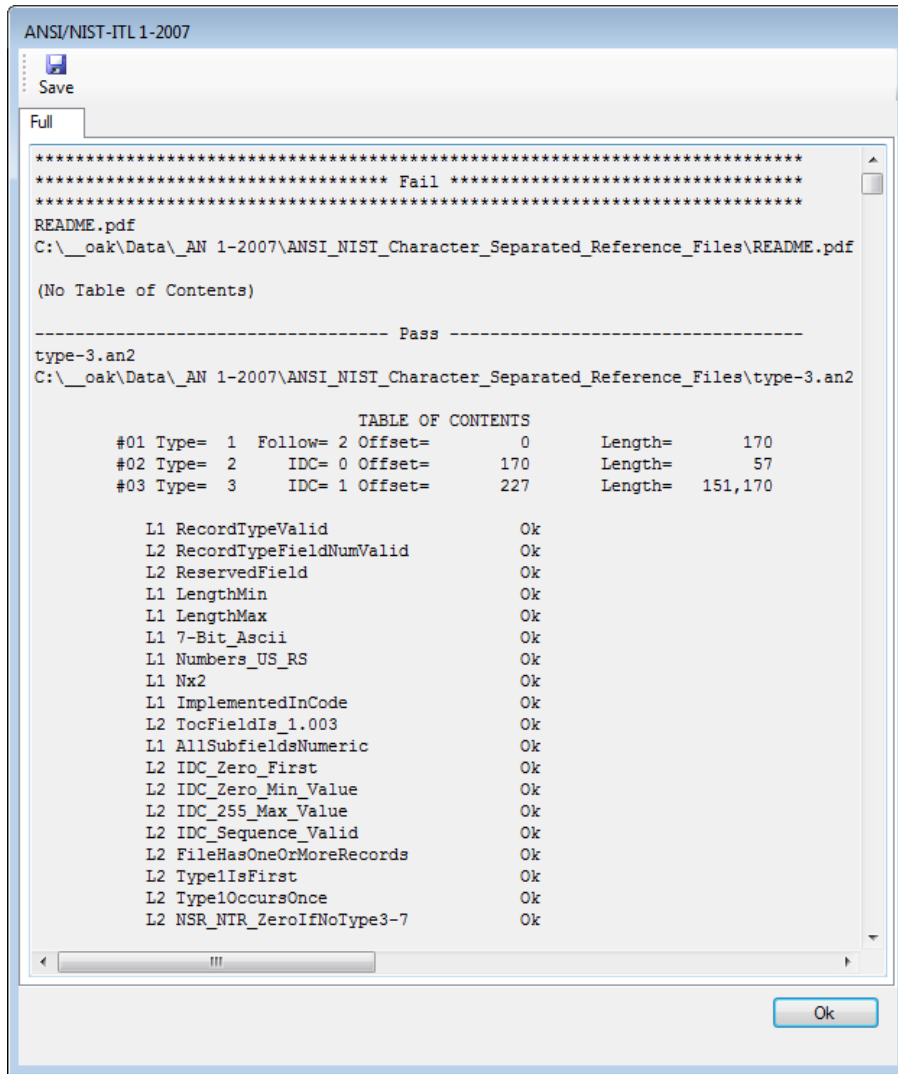 ANSI/NIST-ITL 1-2007
Save
Full
****************************************************************************
*********************************** Fail ***********************************
****************************************************************************
README.pdf
C:\__oak\Data\_AN 1-2007\ANSI_NIST_Character_Separated_Reference_Files\README.pdf
(No Table of Contents)
----------------------------------- Pass -----------------------------------
type-3.an2
C:\__oak\Data\_AN 1-2007\ANSI_NIST_Character_Separated_Reference_Files\type-3.an2
TABLE OF CONTENTS
#01 Type= 1 Follow= 2 Offset= 0 Length= 170
#02 Type= 2 IDC= 0 Offset= 170 Length= 57
#03 Type= 3 IDC= 1 Offset= 227 Length= 151,170
L1 RecordTypeValid Ok
L2 RecordTypeFieldNumValid Ok
L2 ReservedField Ok
L1 LengthMin Ok
L1 LengthMax Ok
L1 7-Bit_Ascii Ok
L1 Numbers_US_RS Ok
L1 Nx2 Ok
L1 ImplementedInCode Ok
L2 TocFieldIs_1.003 Ok
L1 AllSubfieldsNumeric Ok
L2 IDC_Zero_First Ok
L2 IDC_Zero_Min_Value Ok
L2 IDC_255_Max_Value Ok
L2 IDC_Sequence_Valid Ok
L2 FileHasOneOrMoreRecords Ok
L2 Type1IsFirst Ok
L2 Type1OccursOnce Ok
L2 NSR_NTR_ZeroIfNoType3-7 Ok
Ok